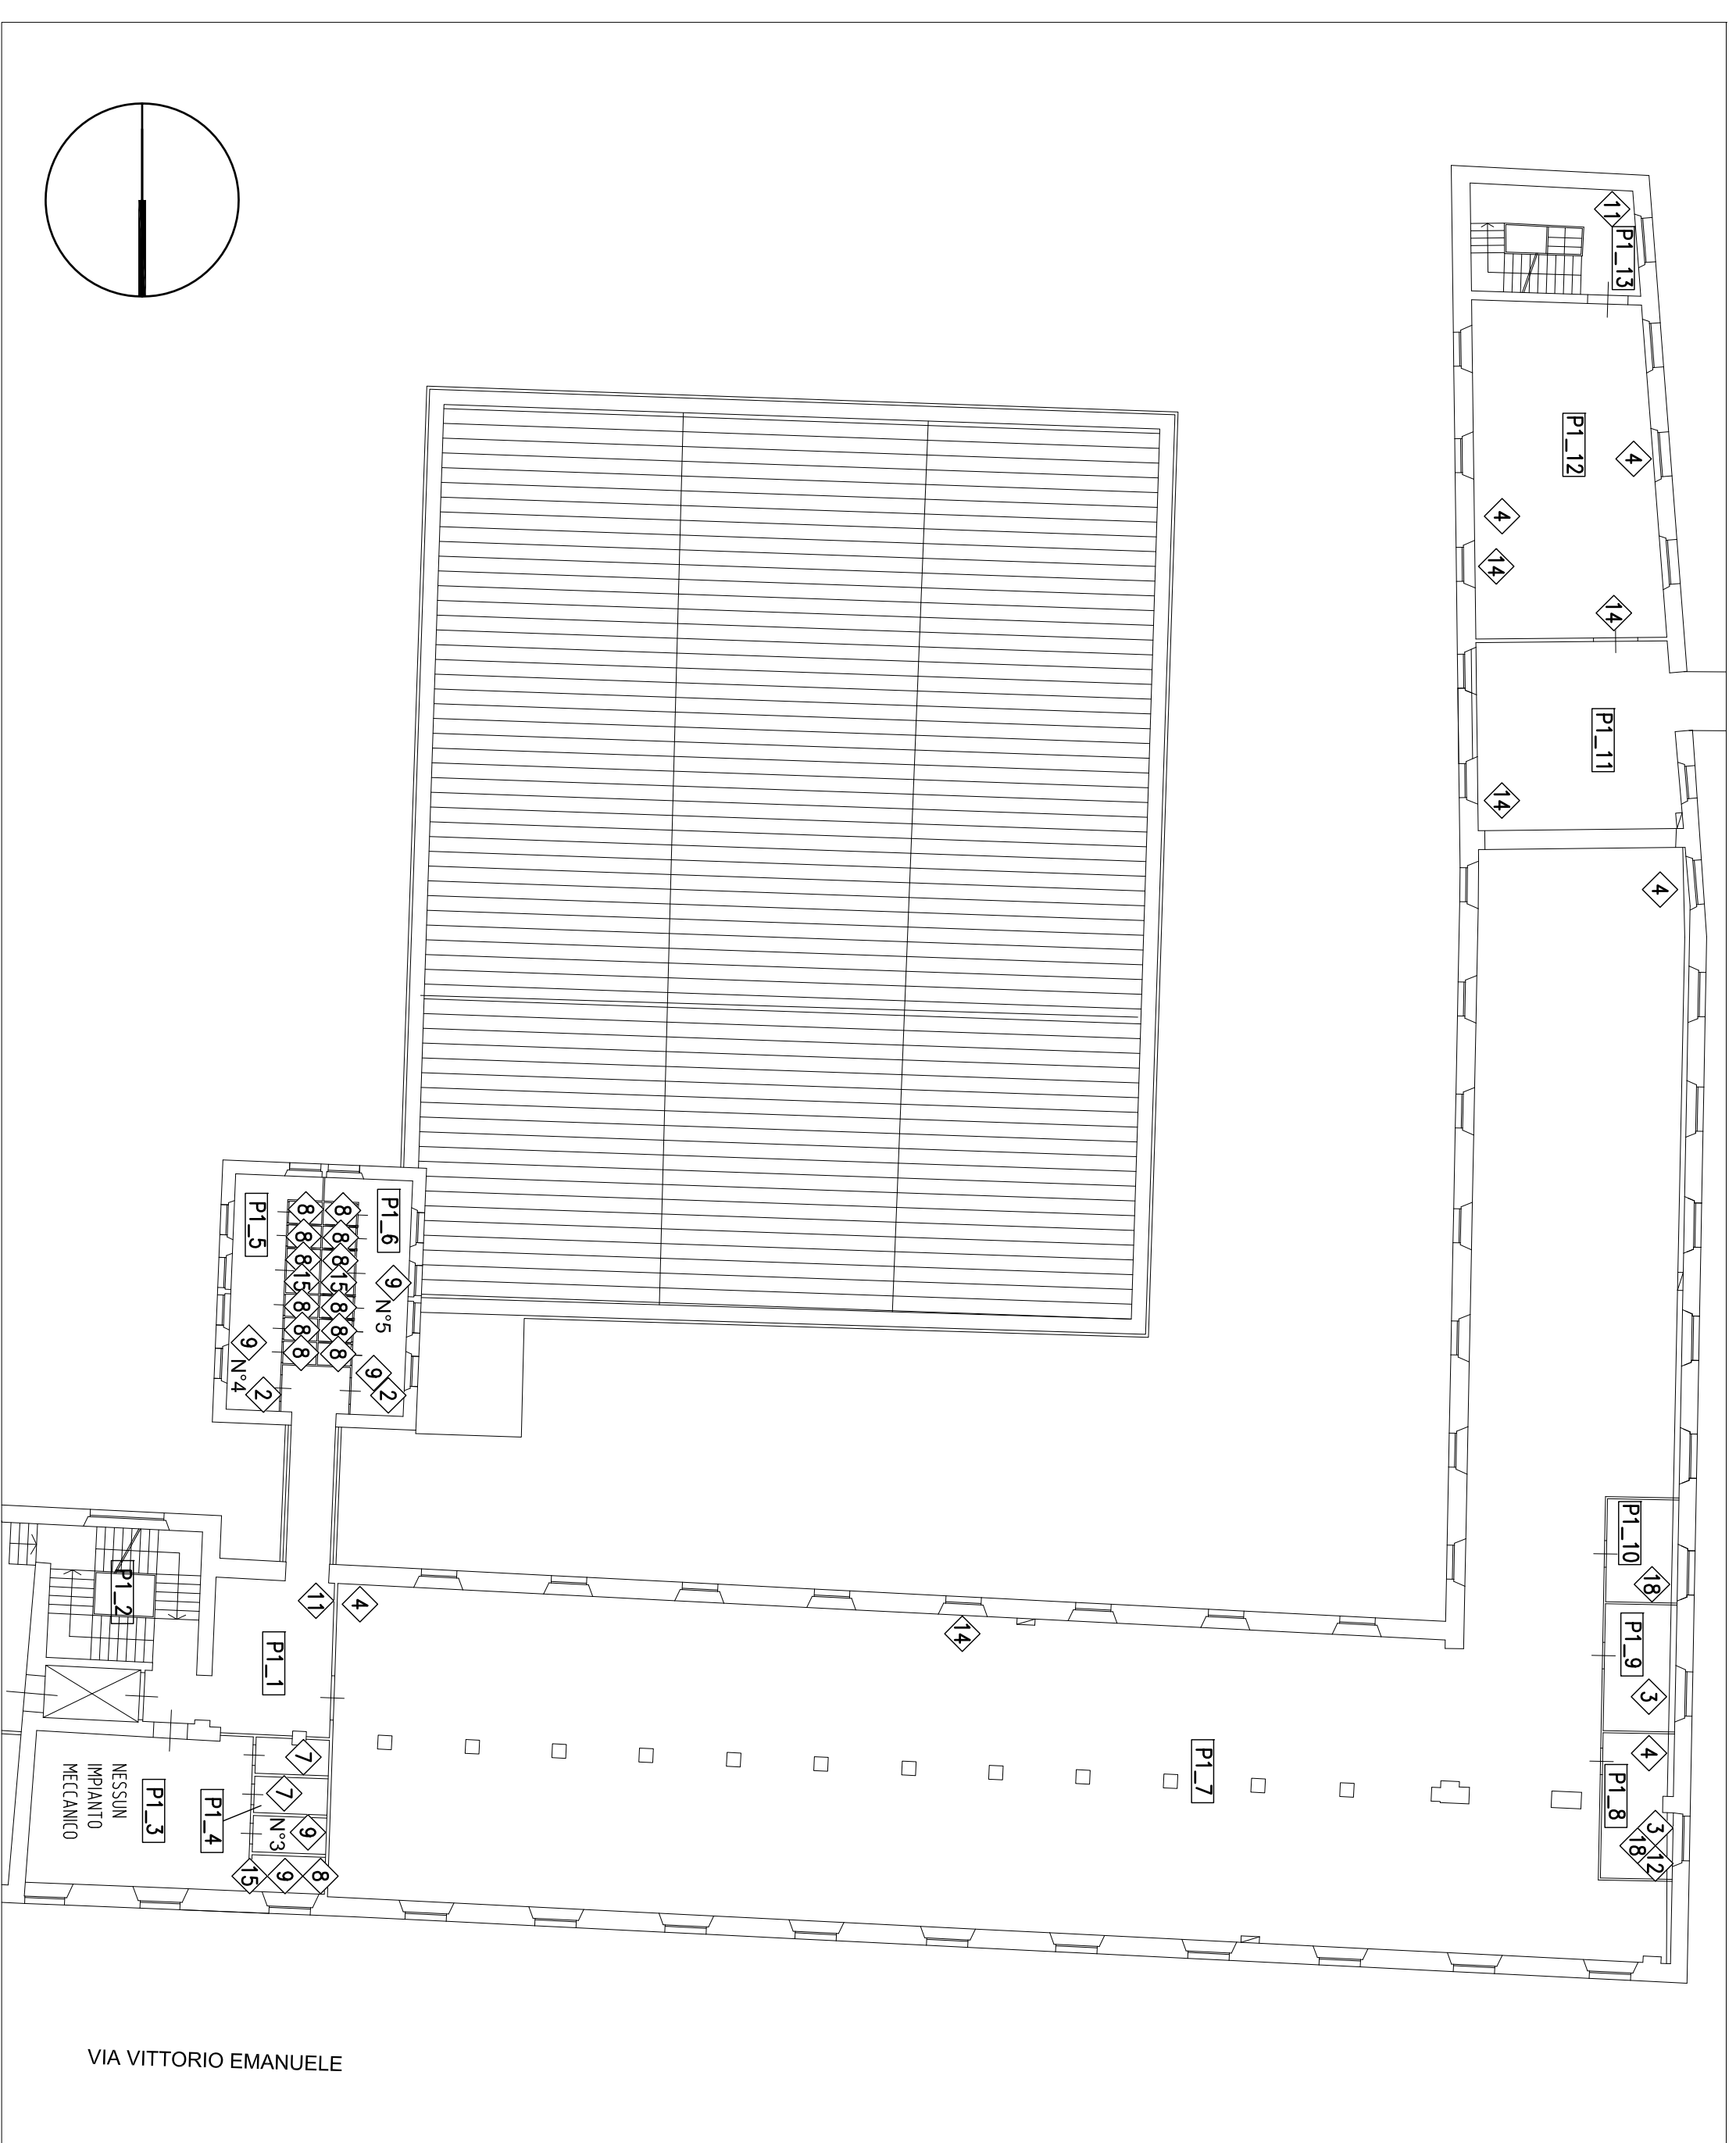 11
P1_13
P1_12
4
4
14
14
P1_11
14
4
P1_5
P1_6
8
8
8
8
8
8
15
15
9
N°5
8
8
8
8
8
8
9
N°4
9
2
2
P1_10
18
P1_2
11
4
14
P1_9
P1_1
3
7
4
P1_7
NESSUN
IMPIANTO
MECCANICO
P1_3
P1_4
7
N°3
9
P1_8
3
18
12
15
9
8
VIA VITTORIO EMANUELE